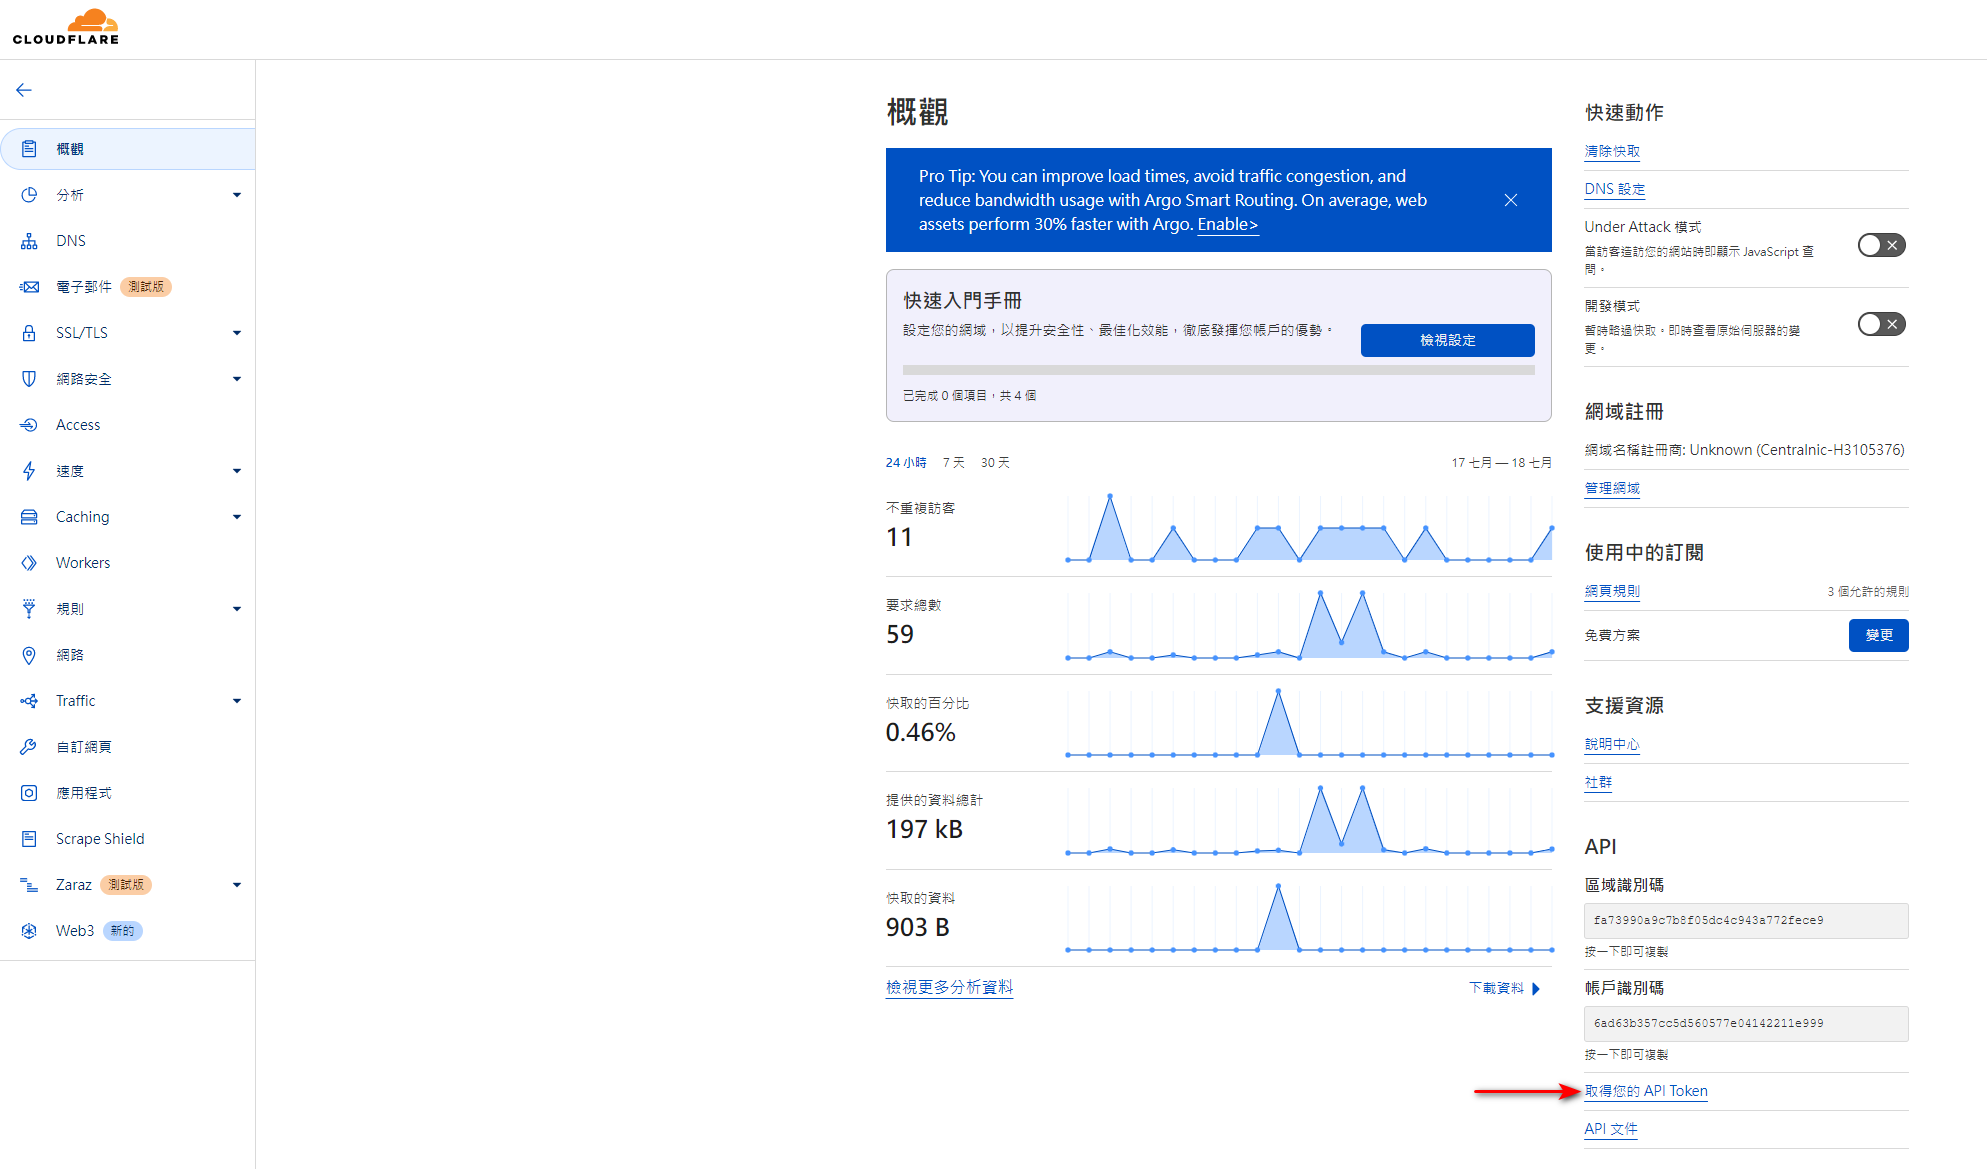 CLOUDFLARE
概觀
分析
DNS
電子郵件 測試版
SSL/TLS
網路安全
Access
速度
Caching
Workers
規則
網路
Traffic
自訂網頁
應用程式
Scrape Shield
Zaraz 測試版
Web3 新的
概觀
Pro Tip: You can improve load times, avoid traffic congestion, and
reduce bandwidth usage with Argo Smart Routing. On average, web
assets perform 30% faster with Argo. Enable>
快速入門手冊
設定您的網域，以提升安全性、最佳化效能，徹底發揮您帳戶的優勢。
檢視設定
已完成 0 個項目，共 4 個
24 小時 7 天 30 天
17 七月 — 18 七月
不重複訪客
11
要求總數
59
快取的百分比
0.46%
提供的資料總計
197 kB
快取的資料
903 B
檢視更多分析資料
下載資料
快速動作
清除快取
DNS 設定
Under Attack 模式
當訪客造訪您的網站時即顯示 JavaScript 查
問。
開發模式
暫時略過快取。即時查看原始伺服器的變
更。
網域註冊
網域名稱註冊商: Unknown (Centralnic-H3105376)
管理網域
使用中的訂閱
網頁規則
3 個允許的規則
免費方案
變更
支援資源
說明中心
社群
API
區域識別碼
fa73990a9c7b8f05dc4c943a772fece9
按一下即可複製
帳戶識別碼
6ad63b357cc5d560577e04142211e999
按一下即可複製
取得您的 API Token
API 文件